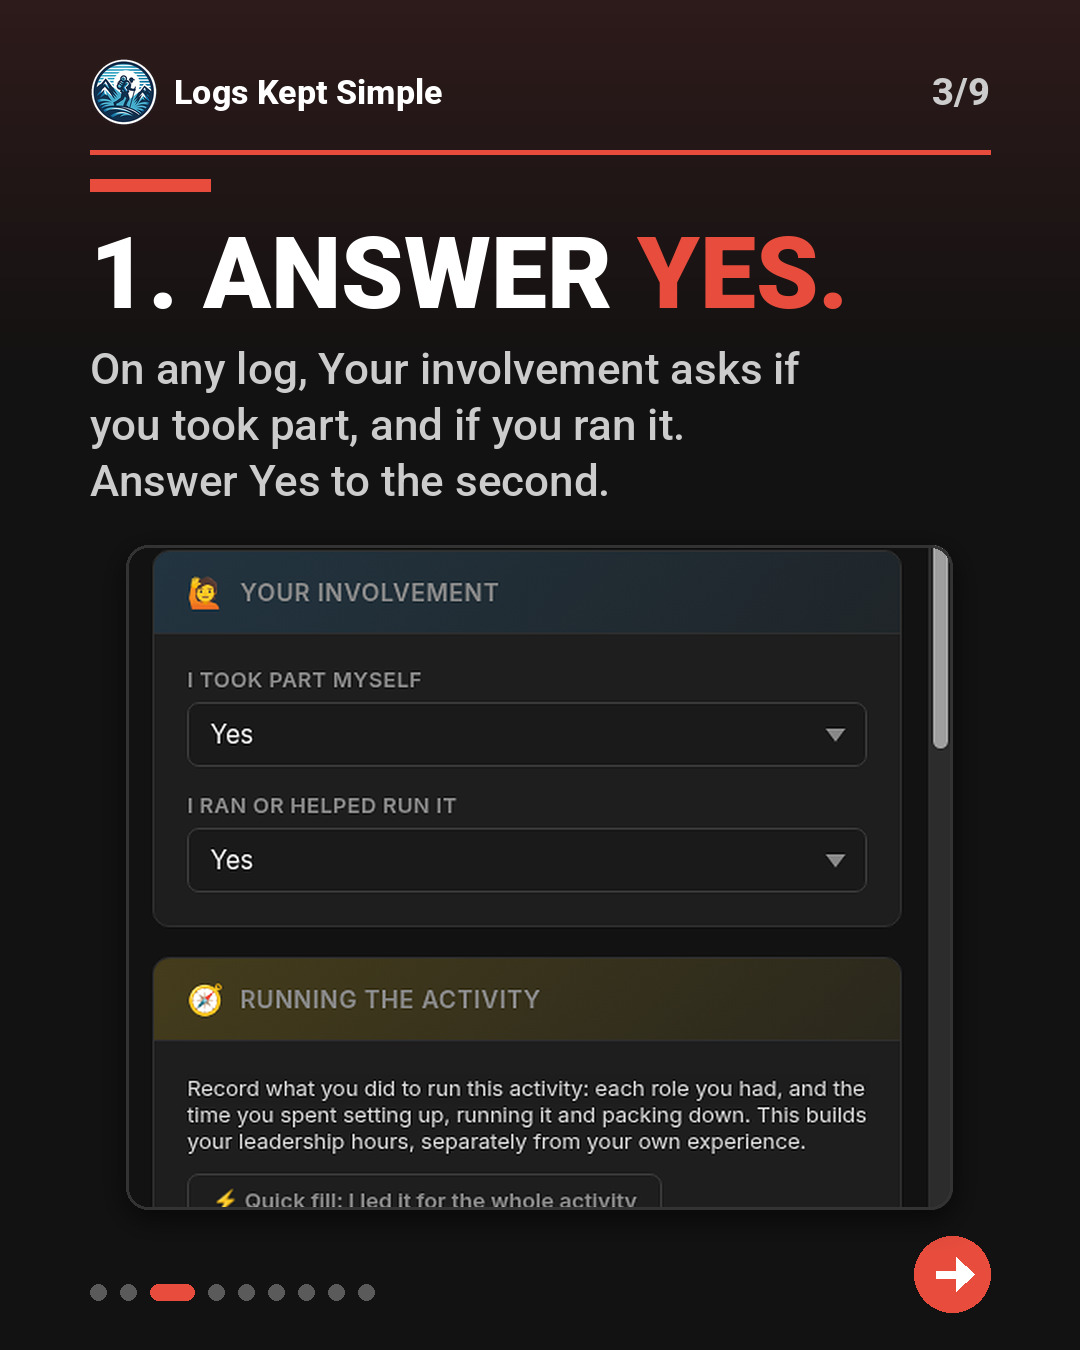 Logs Kept Simple
3/9
1. ANSWER YES.
On any log, Your involvement asks if
you took part, and if you ran it.
Answer Yes to the second.
YOUR INVOLVEMENT
I TOOK PART MYSELF
Yes
I RAN OR HELPED RUN IT
Yes
RUNNING THE ACTIVITY
Record what you did to run this activity: each role you had, and the
time you spent setting up, running it and packing down. This builds
your leadership hours, separately from your own experience.
Quick fill: I led it for the whole activity